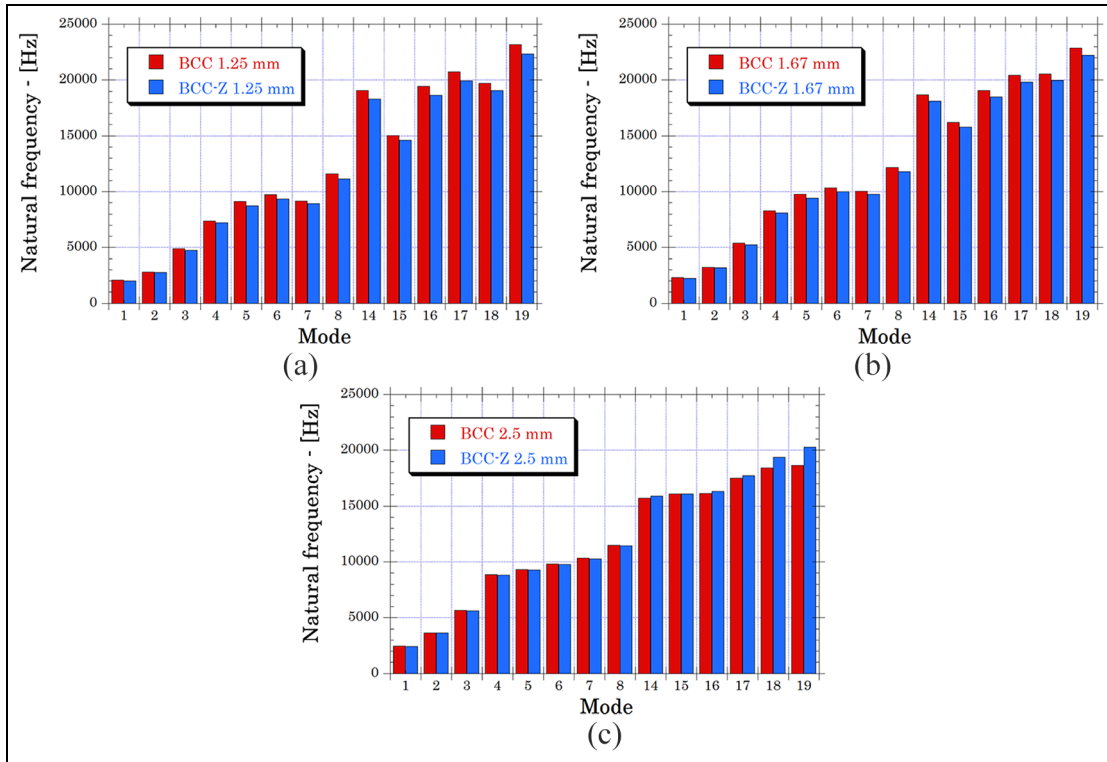 25000
20000
15000
10000
5000
0
Natural frequency - [Hz]
BCC 1.25 mm
BCC-Z 1.25 mm
1 2 3 4 5 6 7 8 14 15 16 17 18 19
Mode
(a)
25000
20000
15000
10000
5000
0
Natural frequency - [Hz]
BCC 1.67 mm
BCC-Z 1.67 mm
1 2 3 4 5 6 7 8 14 15 16 17 18 19
Mode
(b)
25000
20000
15000
10000
5000
0
Natural frequency - [Hz]
BCC 2.5 mm
BCC-Z 2.5 mm
1 2 3 4 5 6 7 8 14 15 16 17 18 19
Mode
(c)